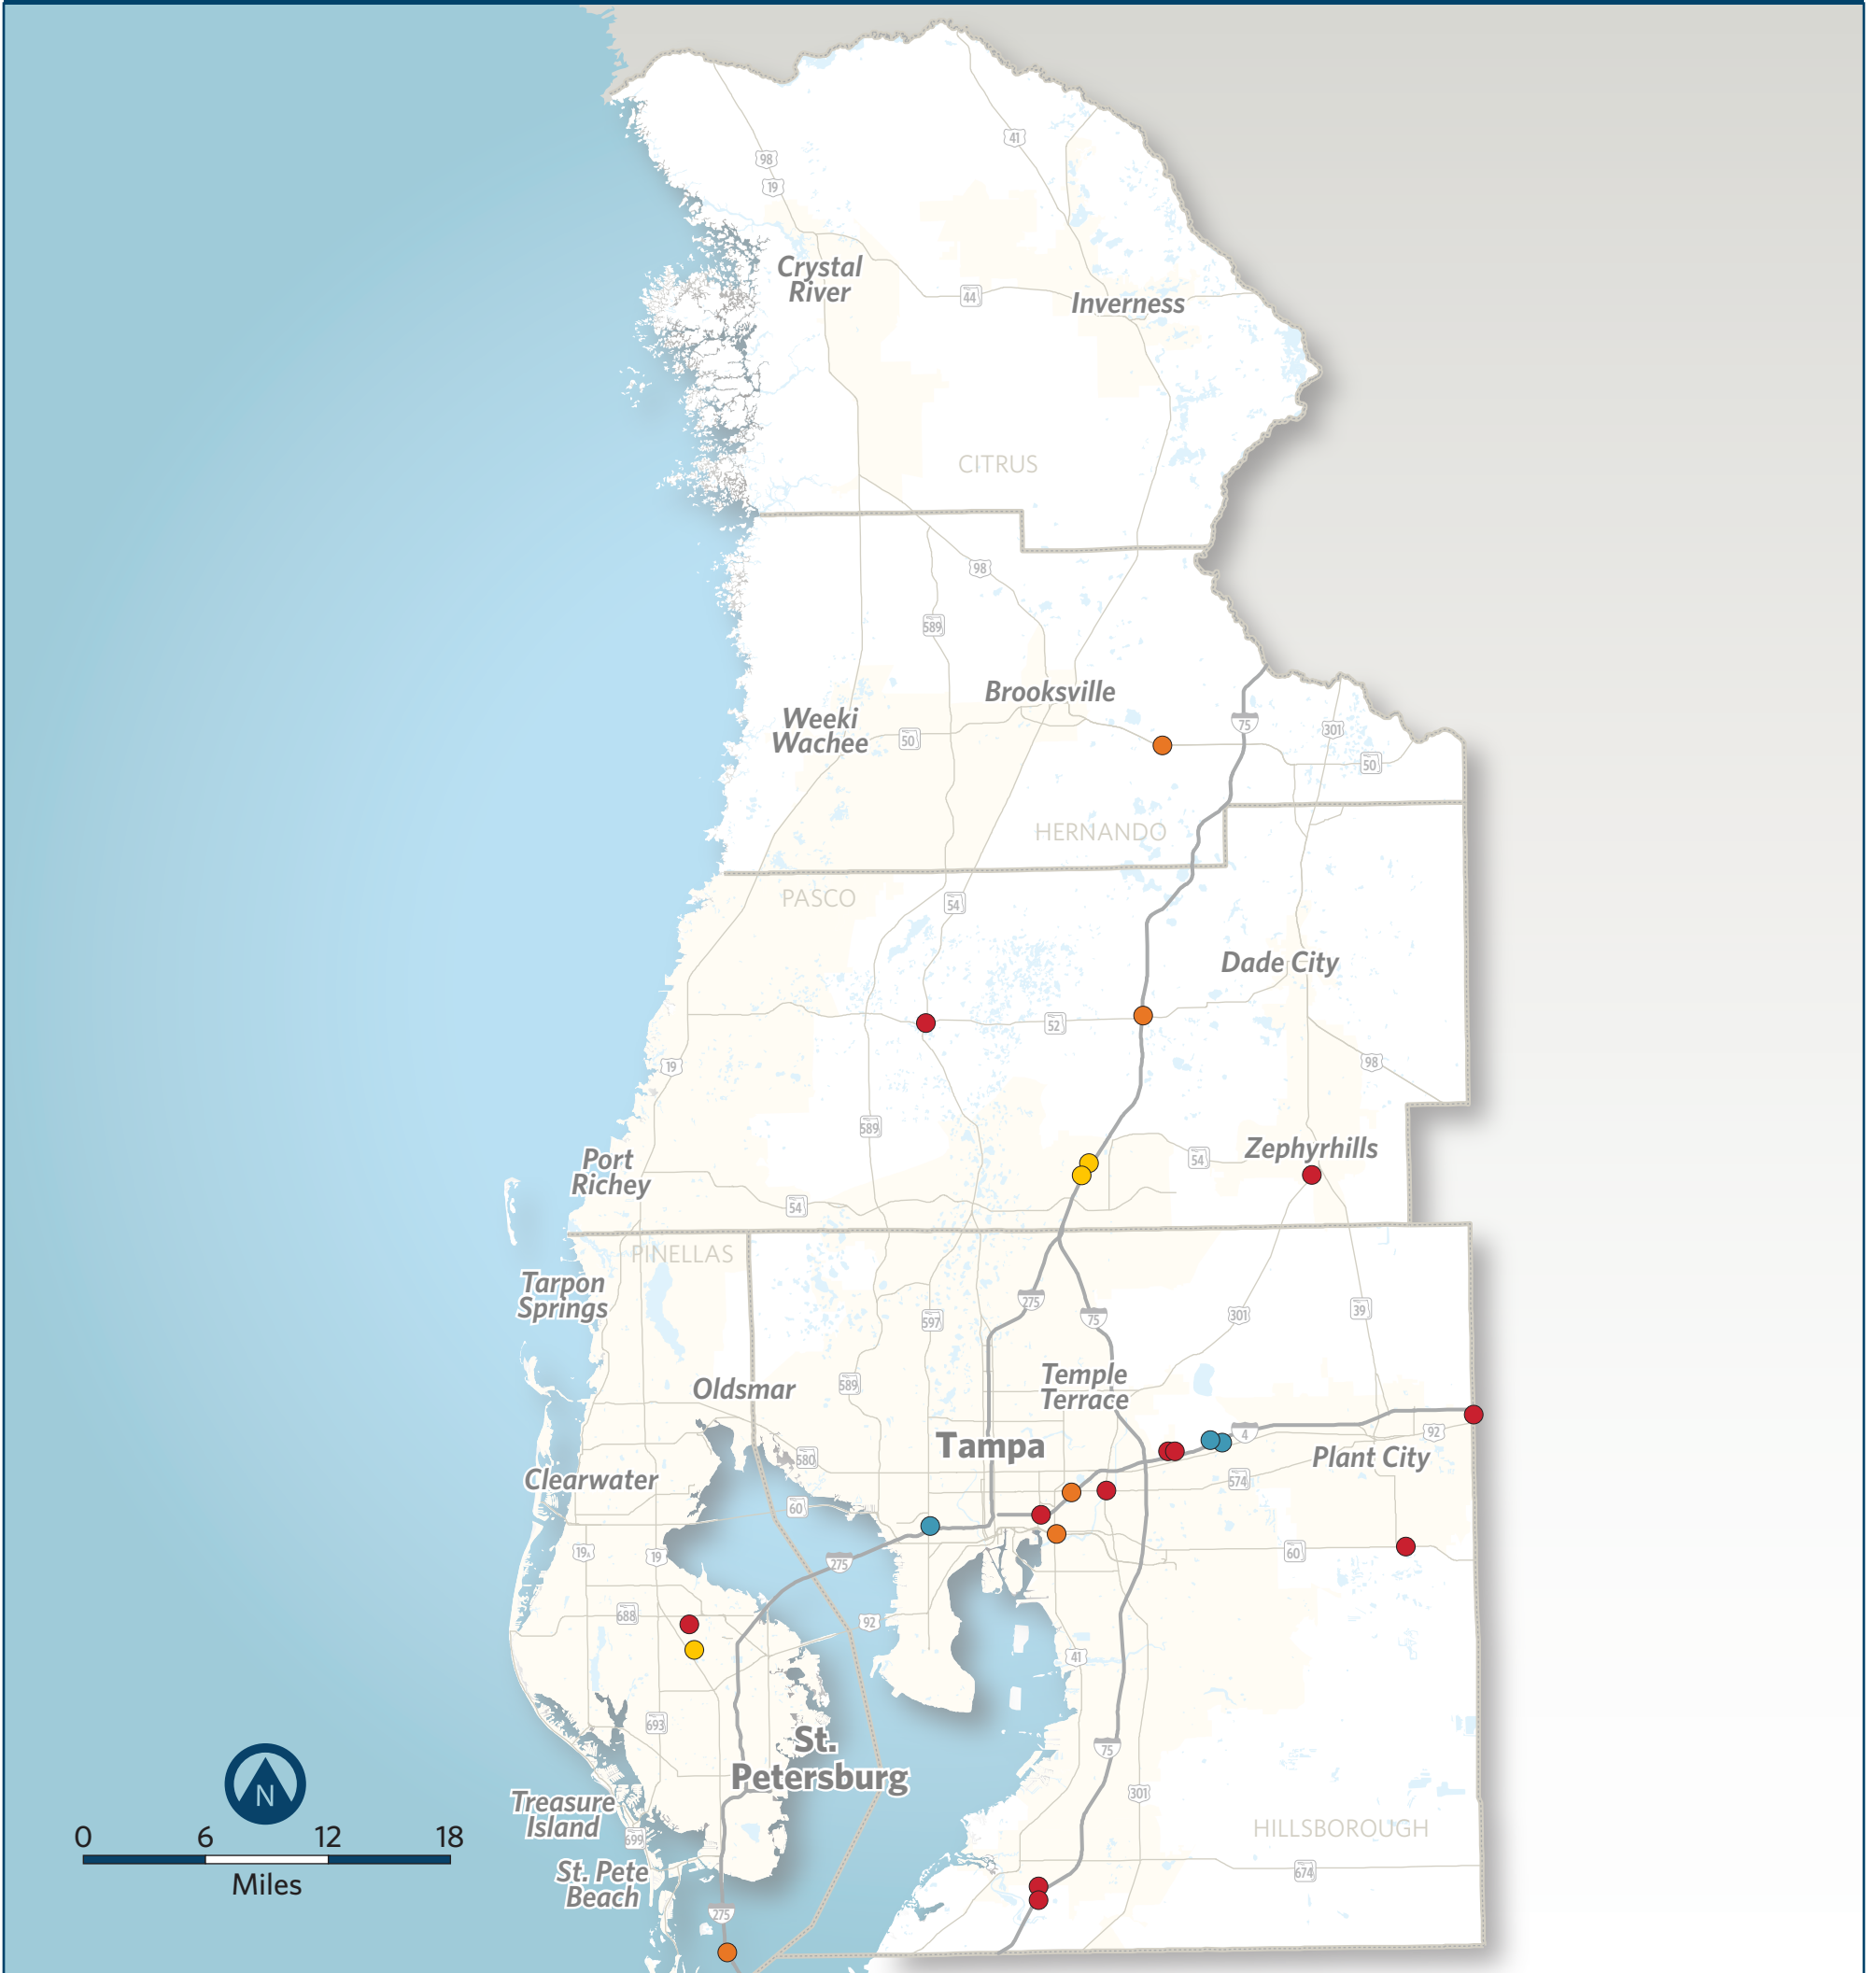 41
98
19
Crystal
River
44
Inverness
CITRUS
98
589
Brooksville
Weeki
Wachee
50
75
301
50
HERNANDO
PASCO
54
Dade City
52
19
98
589
Port
Richey
Zephyrhills
54
54
PINELLAS
Tarpon
Springs
275
75
597
301
39
Temple
Terrace
Oldsmar
589
4
92
Tampa
Plant City
580
Clearwater
574
60
19A
19
275
60
688
92
41
693
St.
Petersburg
75
N
301
Treasure
Island
0 6 12 18
Miles
699
HILLSBOROUGH
St. Pete
Beach
674
275